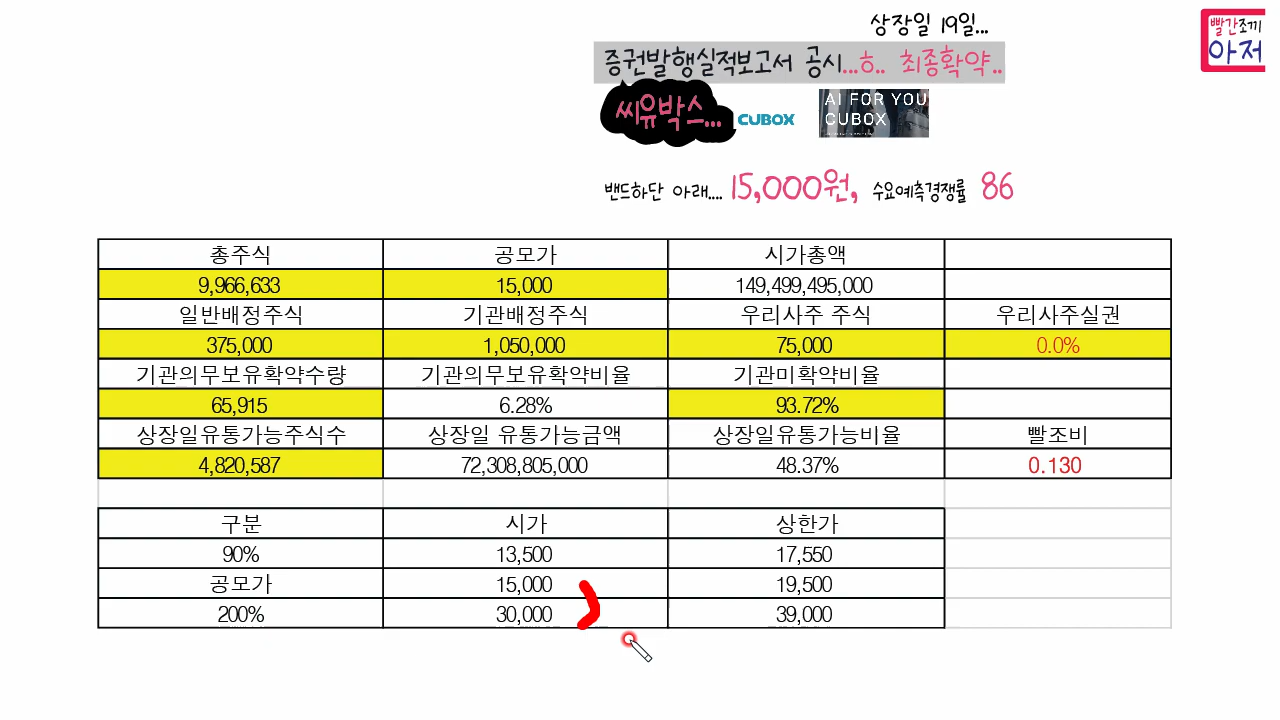 상장일 19일...
빨간조끼
아저
증권발행실적보고서 공시...ㅎ.. 최종확약..
씨유박스...
CUBOX
AI FOR YOU
CUBOX
밴드하단 아래.... 15,000원, 수요예측경쟁률 86
총주식 공모가 시가총액
9,966,633 15,000 149,499,495,000
일반배정주식 기관배정주식 우리사주 주식 우리사주실권
375,000 1,050,000 75,000 0.0%
기관의무보유확약수량 기관의무보유확약비율 기관미확약비율
65,915 6.28% 93.72%
상장일유통가능주식수 상장일 유통가능금액 상장일유통가능비율 빨조비
4,820,587 72,308,805,000 48.37% 0.130
구분 시가 상한가
90% 13,500 17,550
공모가 15,000 19,500
200% 30,000 39,000